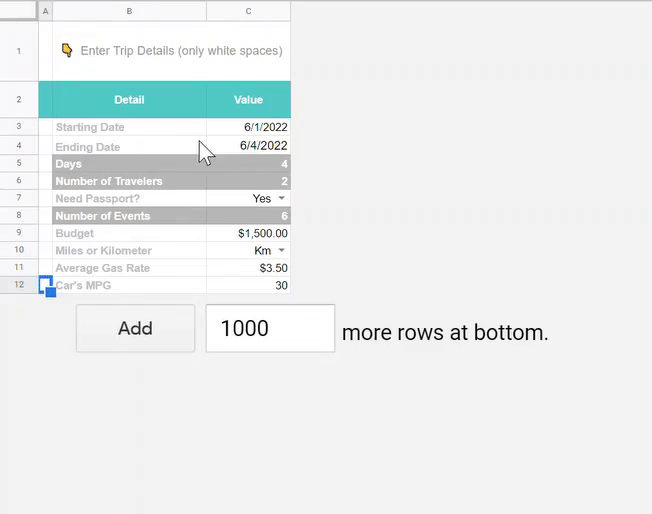 A B C
1 👇 Enter Trip Details (only white spaces)
2 Detail Value
3 Starting Date 6/1/2022
4 Ending Date 6/4/2022
5 Days 4
6 Number of Travelers 2
7 Need Passport? Yes
8 Number of Events 6
9 Budget $1,500.00
10 Miles or Kilometer Km
11 Average Gas Rate $3.50
12 Car's MPG 30
Add 1000 more rows at bottom.